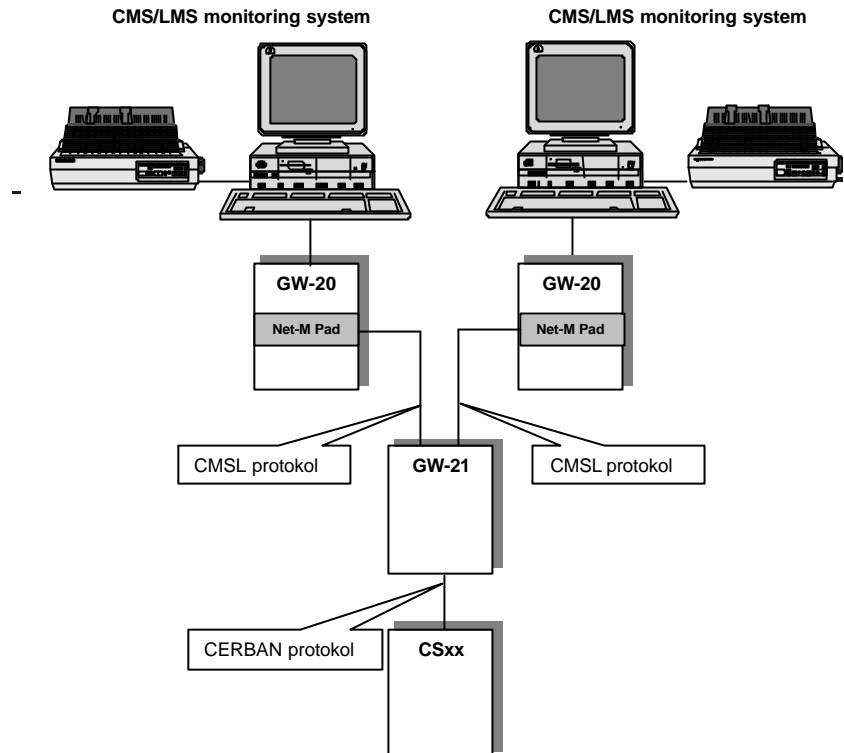 CMS/LMS monitoring system
CMS/LMS monitoring system
GW-20
GW-20
Net-M Pad
Net-M Pad
CMSL protokol
GW-21
CMSL protokol
CERBAN protokol
CSxx